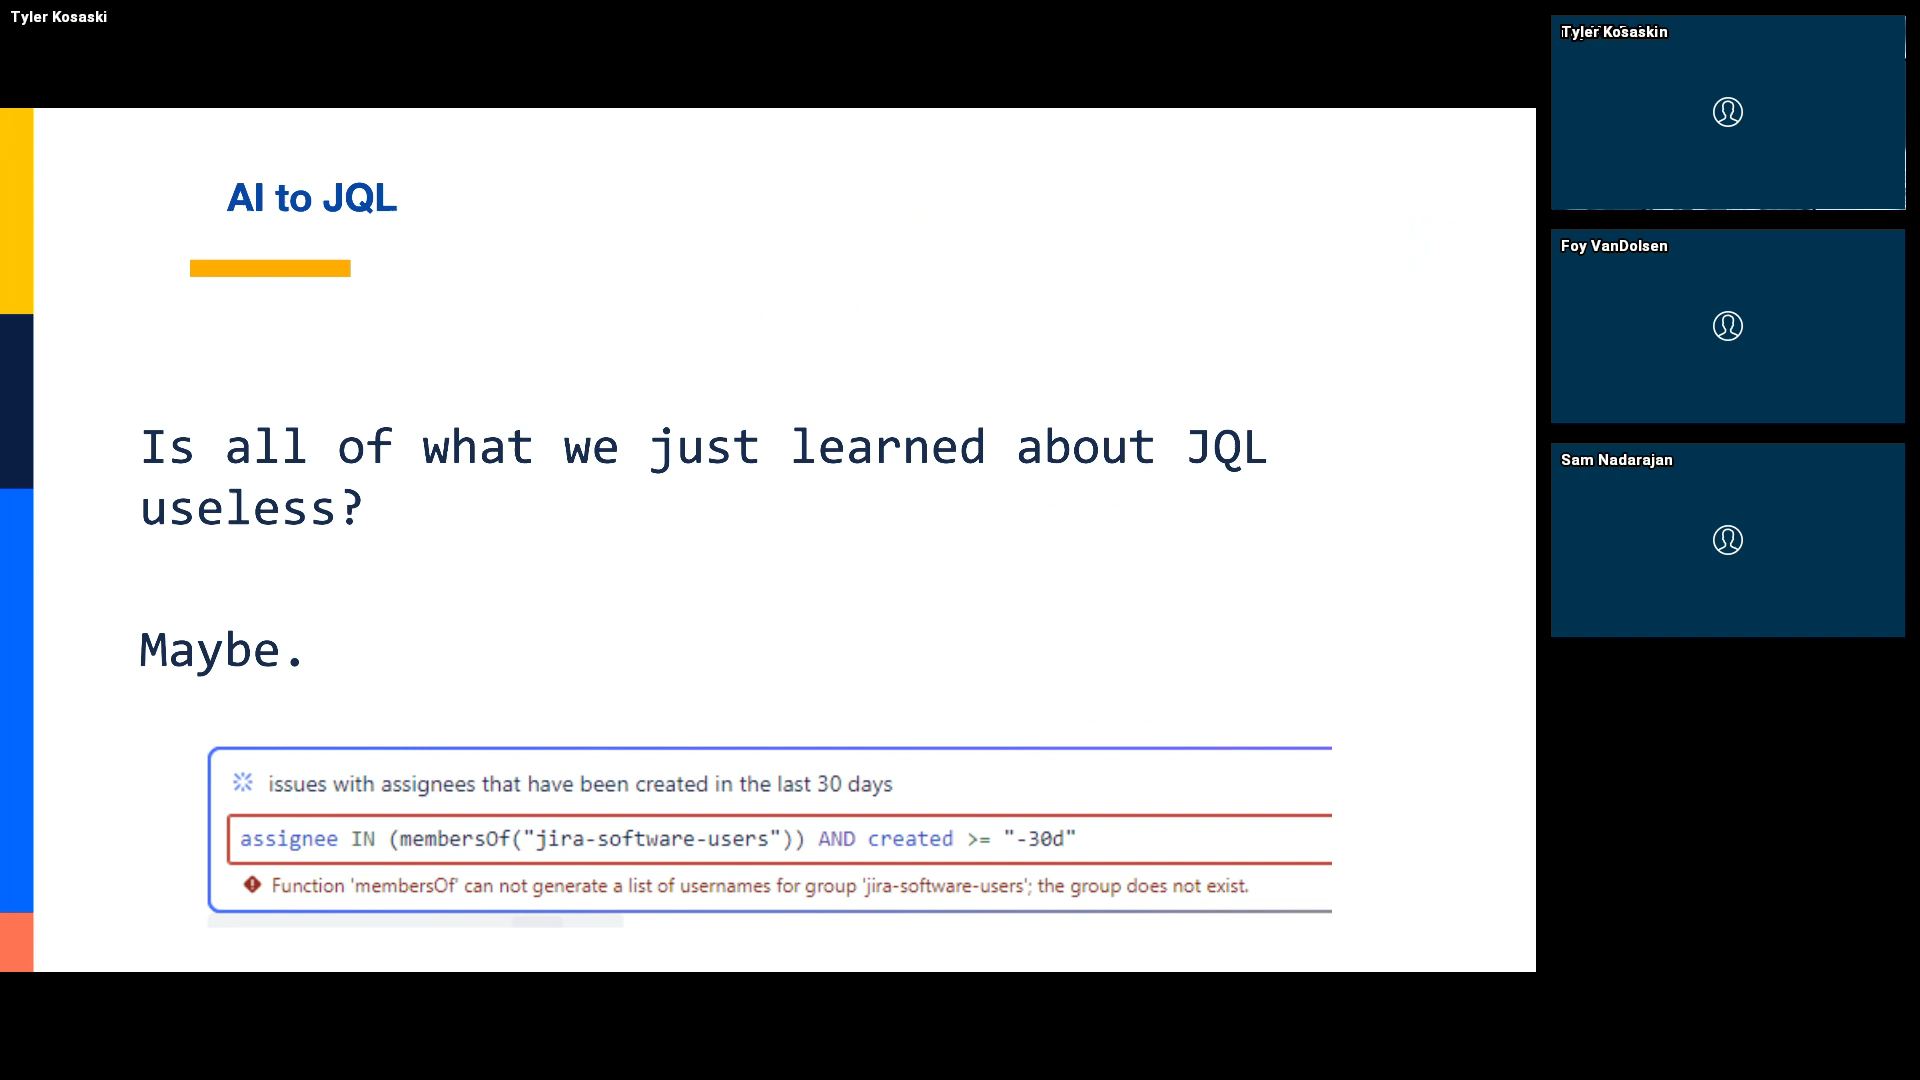 Tyler Kosaski
AI to JQL
Is all of what we just learned about JQL
useless?
Maybe.
issues with assignees that have been created in the last 30 days
assignee IN (membersOf("jira-software-users")) AND created >= "-30d"
Function 'membersOf' can not generate a list of usernames for group 'jira-software-users'; the group does not exist.
Tyler Kosaskin
Foy VanDolsen
Sam Nadarajan